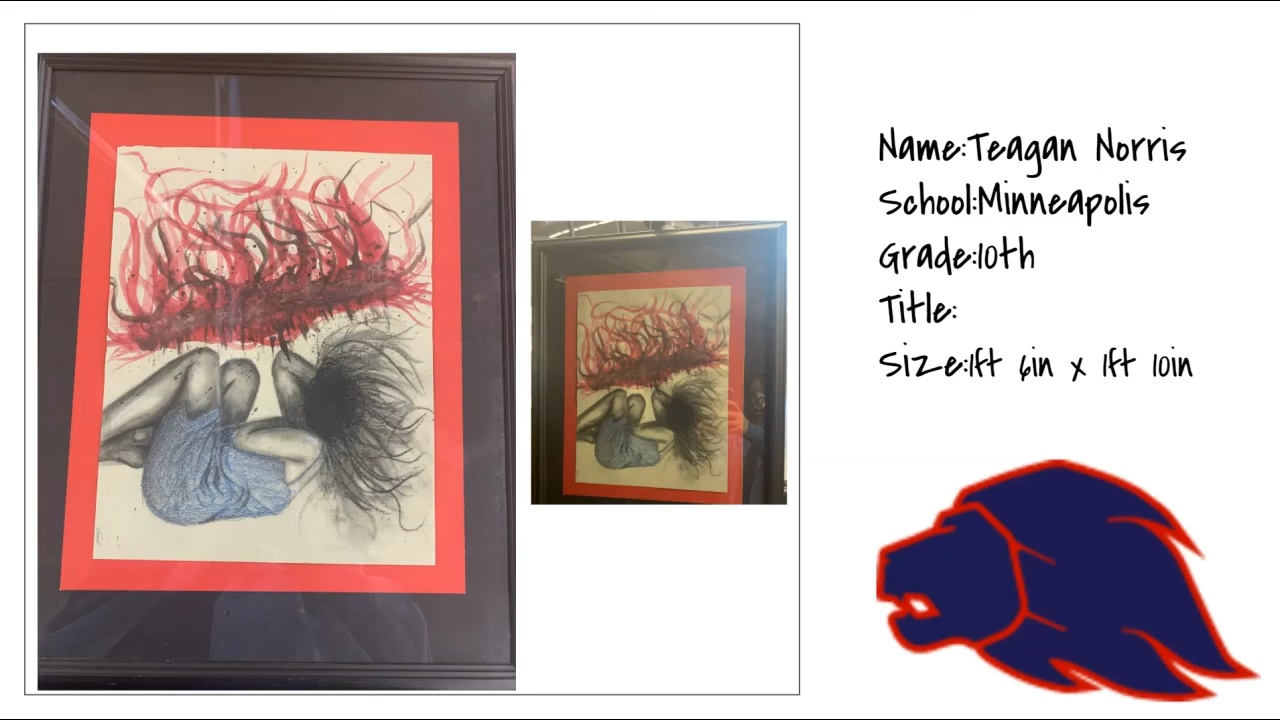 Name:Teagan Norris
School:Minneapolis
Grade:10th
Title:
Size:1ft 6in x 1ft 10in